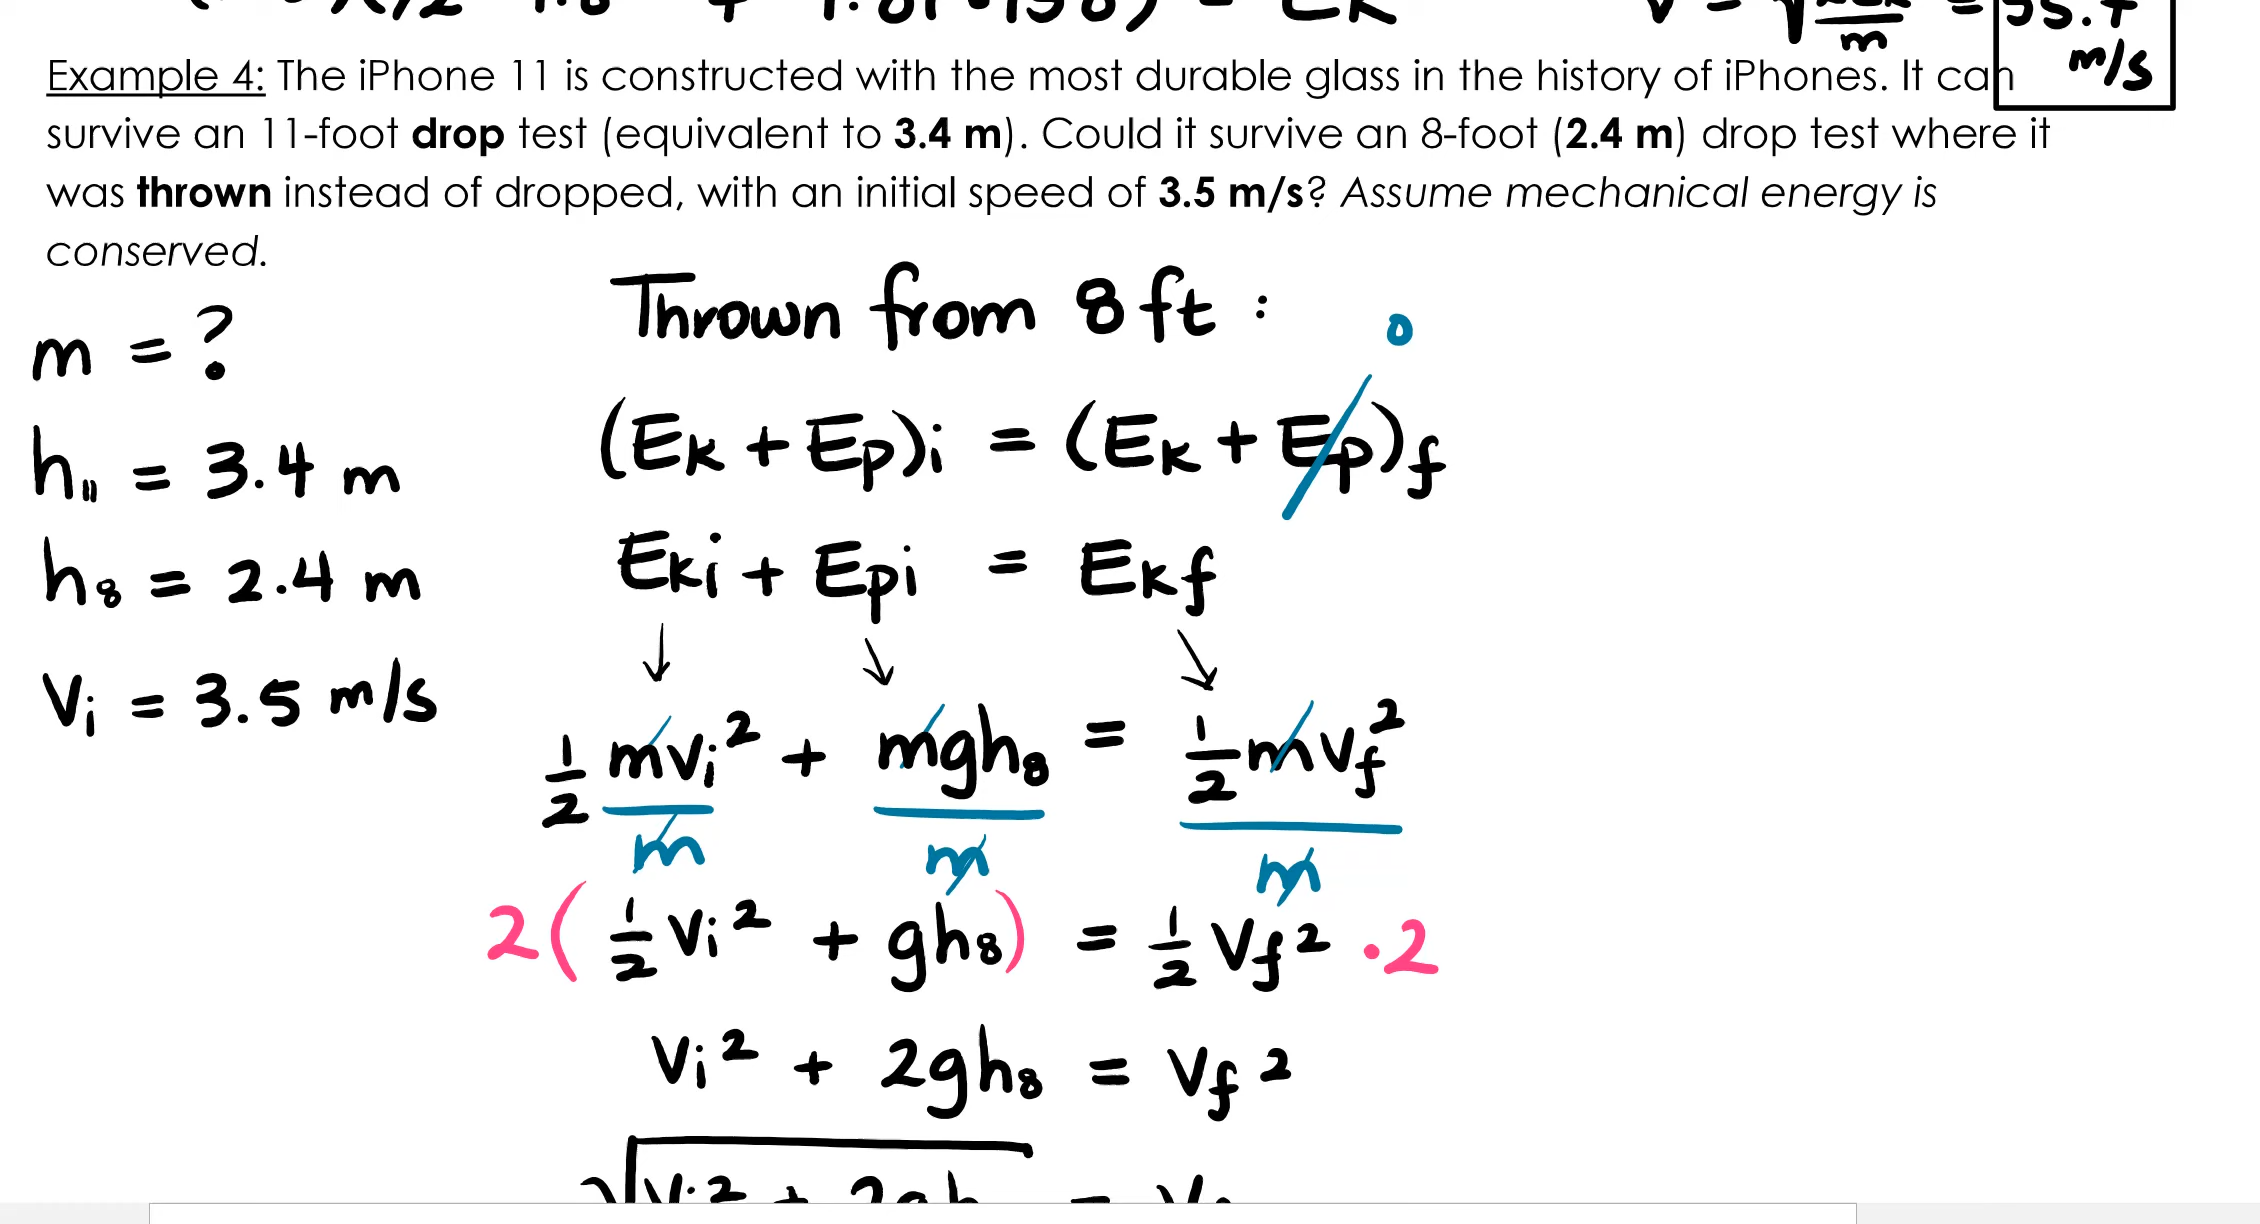 m
= 35.7
m/s
Example 4: The iPhone 11 is constructed with the most durable glass in the history of iPhones. It can
survive an 11-foot drop test (equivalent to 3.4 m). Could it survive an 8-foot (2.4 m) drop test where it
was thrown instead of dropped, with an initial speed of 3.5 m/s? Assume mechanical energy is
conserved.
m = ?
h₁₁ = 3.4 m
h₈ = 2.4 m
Vᵢ = 3.5 m/s
Thrown from 8 ft :
0
(Ek + Ep)i = (Ek + Ep)f
Eki + Epi = Ekf
↓ ↘ ↘
1/2 mvᵢ²/m + mgh₈/m = 1/2 mvf²/m
2( 1/2 Vᵢ² + gh₈) = 1/2 Vf² · 2
Vᵢ² + 2gh₈ = Vf²